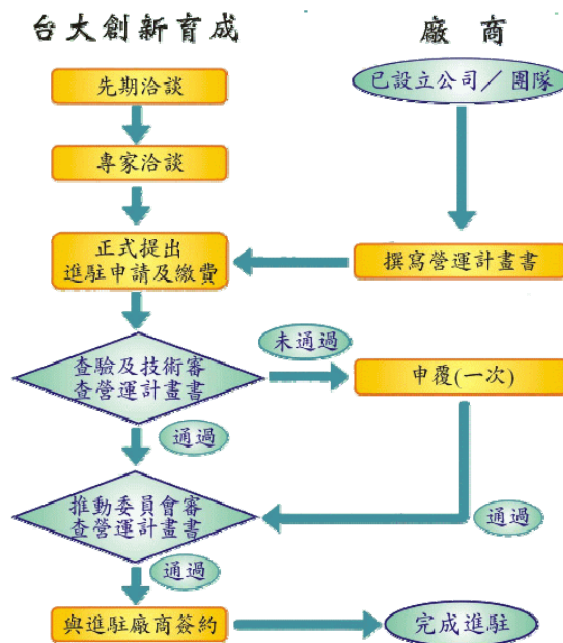 台大創新育成
廠商
先期洽談
已設立公司／團隊
專家洽談
正式提出
進駐申請及繳費
撰寫營運計畫書
未通過
查驗及技術審
查營運計畫書
申覆(一次)
通過
推動委員會審
查營運計畫書
通過
通過
與進駐廠商簽約
完成進駐